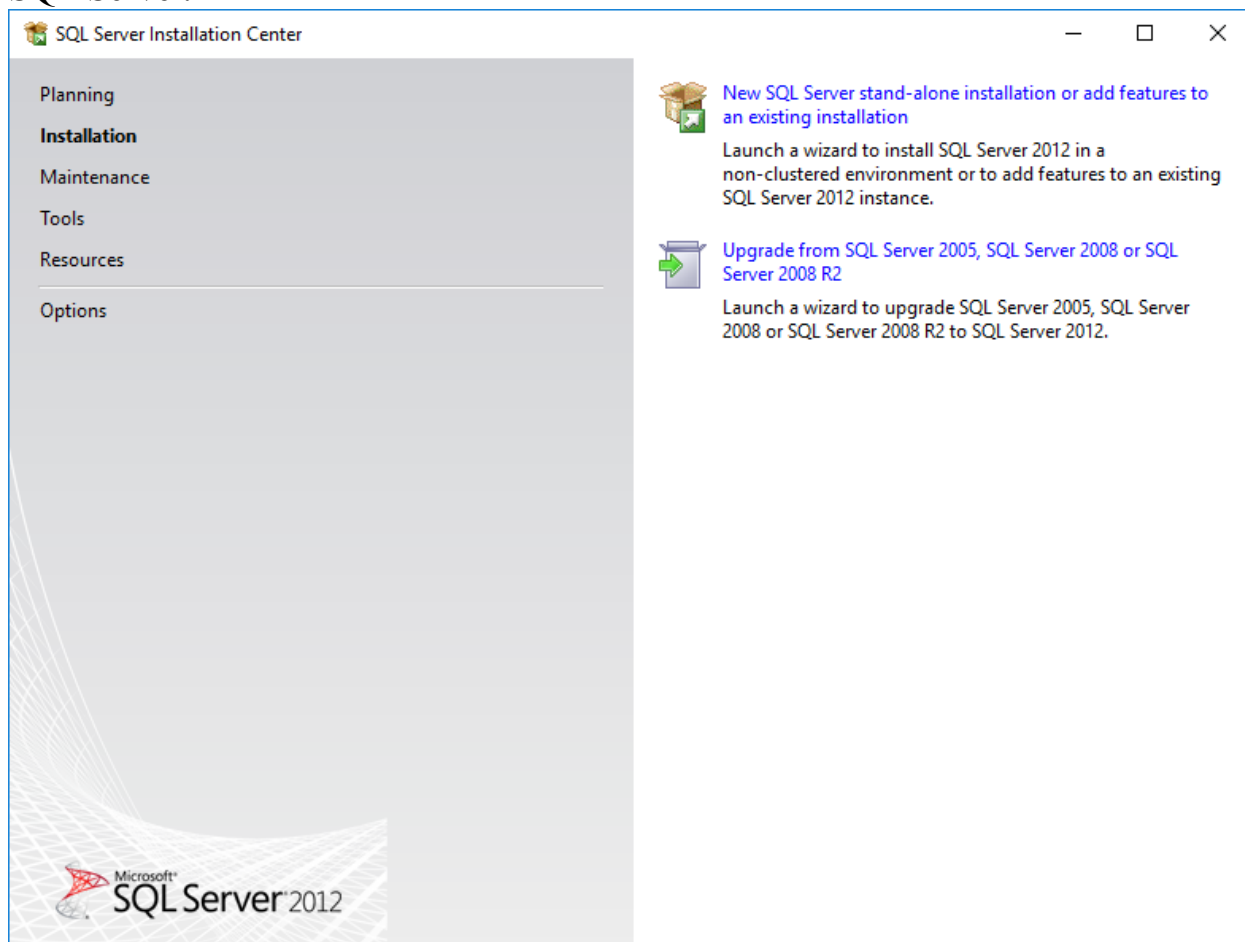 SQL Server Installation Center
Planning
Installation
Maintenance
Tools
Resources
Options
New SQL Server stand-alone installation or add features to
an existing installation
Launch a wizard to install SQL Server 2012 in a
non-clustered environment or to add features to an existing
SQL Server 2012 instance.
Upgrade from SQL Server 2005, SQL Server 2008 or SQL
Server 2008 R2
Launch a wizard to upgrade SQL Server 2005, SQL Server
2008 or SQL Server 2008 R2 to SQL Server 2012.
Microsoft®
SQL Server® 2012